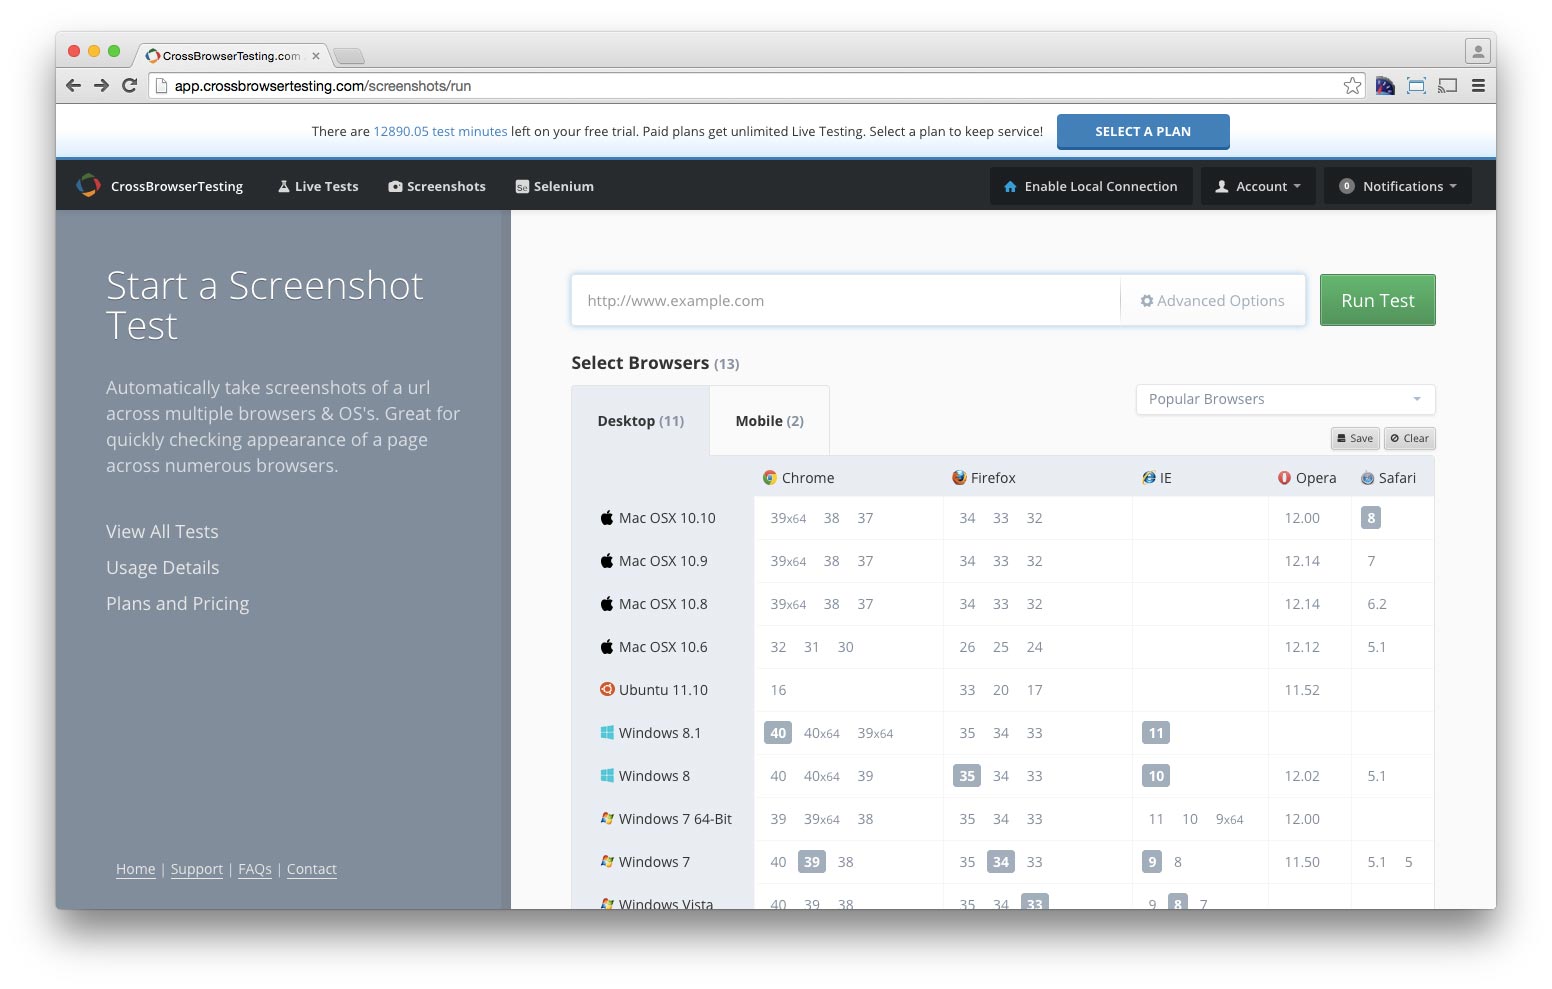 CrossBrowserTesting.com
app.crossbrowsertesting.com/screenshots/run
There are 12890.05 test minutes left on your free trial. Paid plans get unlimited Live Testing. Select a plan to keep service! SELECT A PLAN
CrossBrowserTesting Live Tests Screenshots Se Selenium Enable Local Connection Account 0 Notifications
Start a Screenshot
Test
Automatically take screenshots of a url
across multiple browsers & OS's. Great for
quickly checking appearance of a page
across numerous browsers.
View All Tests
Usage Details
Plans and Pricing
Home | Support | FAQs | Contact
http://www.example.com Advanced Options Run Test
Select Browsers (13)
Desktop (11) Mobile (2) Popular Browsers
Save Clear
Chrome Firefox IE Opera Safari
Mac OSX 10.10 39x64 38 37 34 33 32 12.00 8
Mac OSX 10.9 39x64 38 37 34 33 32 12.14 7
Mac OSX 10.8 39x64 38 37 34 33 32 12.14 6.2
Mac OSX 10.6 32 31 30 26 25 24 12.12 5.1
Ubuntu 11.10 16 33 20 17 11.52
Windows 8.1 40 40x64 39x64 35 34 33 11
Windows 8 40 40x64 39 35 34 33 10 12.02 5.1
Windows 7 64-Bit 39 39x64 38 35 34 33 11 10 9x64 12.00
Windows 7 40 39 38 35 34 33 9 8 11.50 5.1 5
Windows Vista 40 39 38 35 34 33 9 8 7